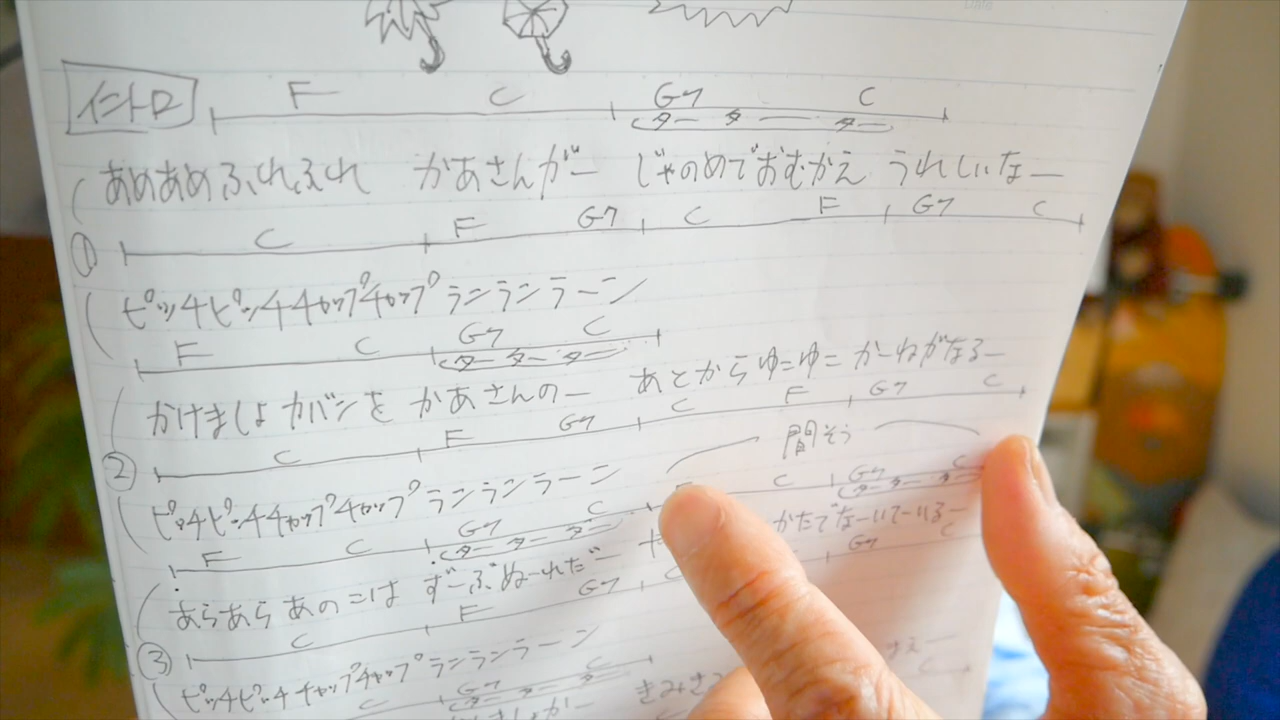 イントロ F C G7 C
ター ター ター
あめあめふれふれ かあさんがー じゃのめでおむかえ うれしいなー
① C F G7 C F G7 C
ピッチピッチチャップチャップ ランランラーン
F C G7 C
ター ター ター
かけましょカバンを かあさんのー あとからゆこゆこ かーねがなるー
② C F G7 C F G7 C
間そう
ピッチピッチチャップチャップ ランランラーン
F C G7 C C G7 C
ター ター ター ター ター ター
あらあらあのこは ずーぶぬーれだー かたでなーいてーいるー
③ C F G7 G7 C
ピッチピッチチャップチャップ ランランラーン
C G7 C
ター ター ター
きみき